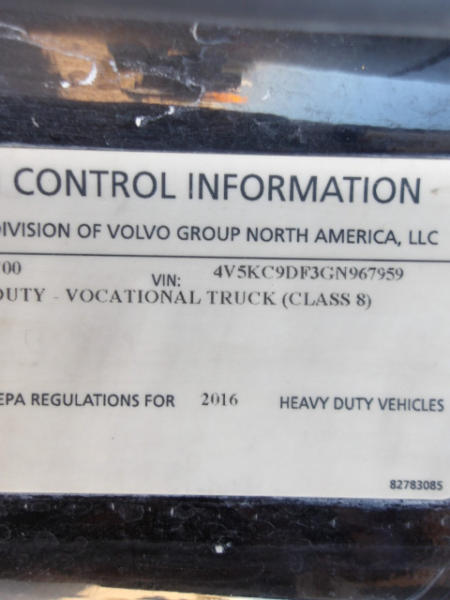 CONTROL INFORMATION
DIVISION OF VOLVO GROUP NORTH AMERICA, LLC
00 VIN: 4V5KC9DF3GN967959
DUTY - VOCATIONAL TRUCK (CLASS 8)
EPA REGULATIONS FOR 2016 HEAVY DUTY VEHICLES
82783085